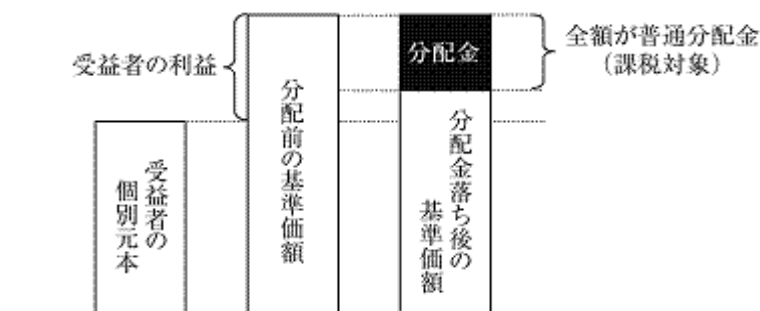 受益者の利益
分配前の基準価額
分配金
全額が普通分配金
（課税対象）
受益者の
個別元本
分配金落ち後の
基準価額